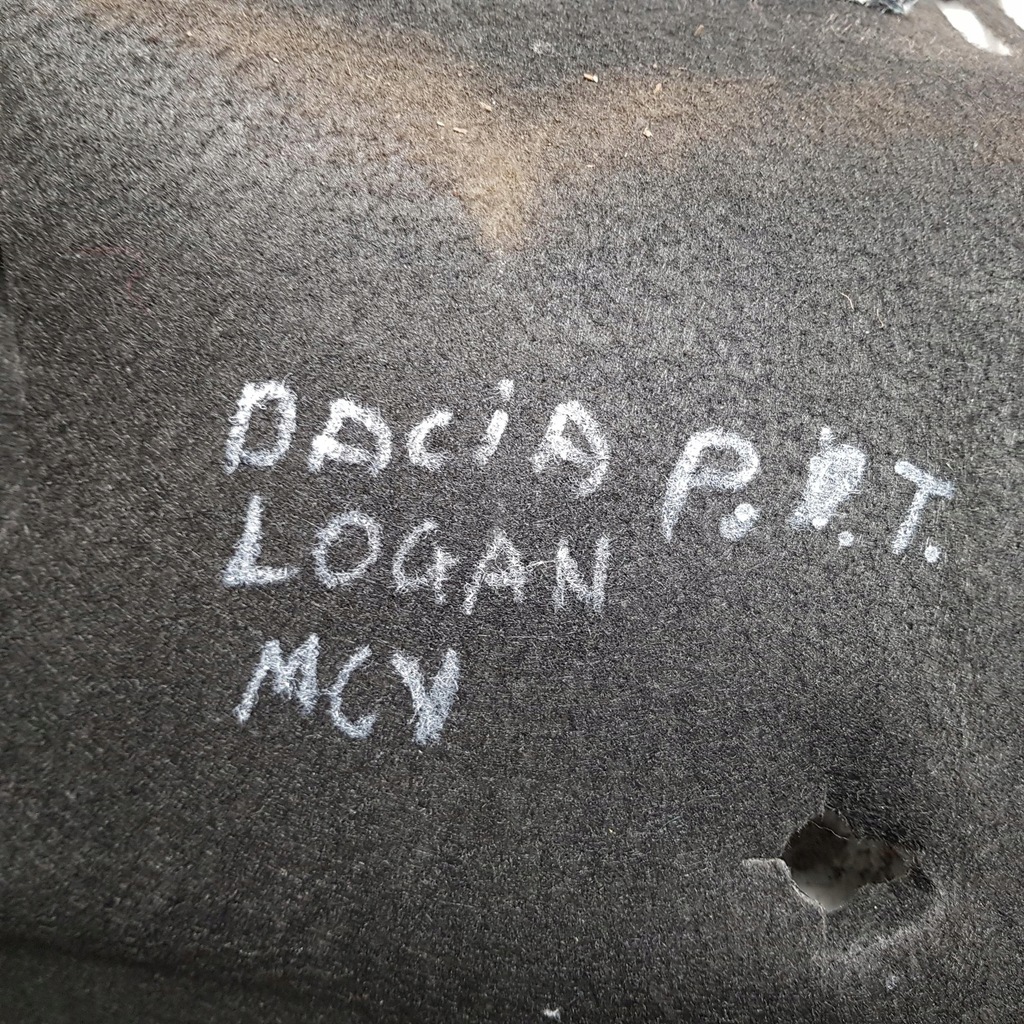 DACiA P. .T.
LOGAN
MCV